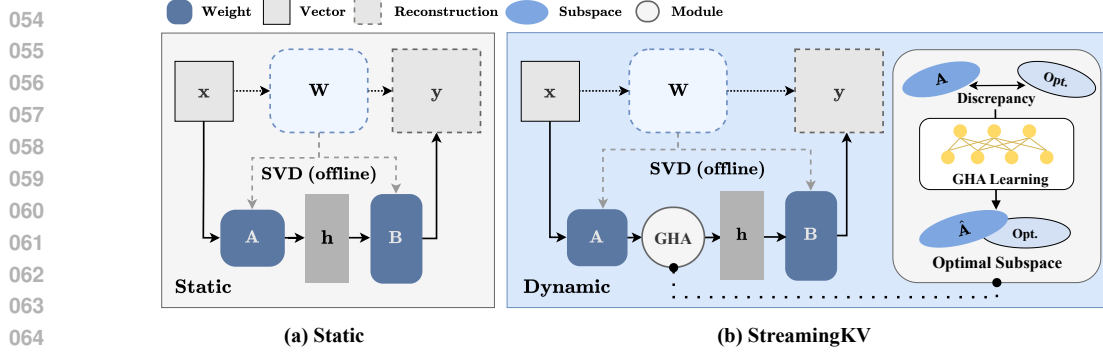 054
055
056
057
058
059
060
061
062
063
064
Weight Vector Reconstruction Subspace Module
x W y
SVD (offline)
A h B
Static
(a) Static
x W y
SVD (offline)
A GHA h B
Dynamic
A Opt.
Discrepancy
GHA Learning
Â Opt.
Optimal Subspace
(b) StreamingKV